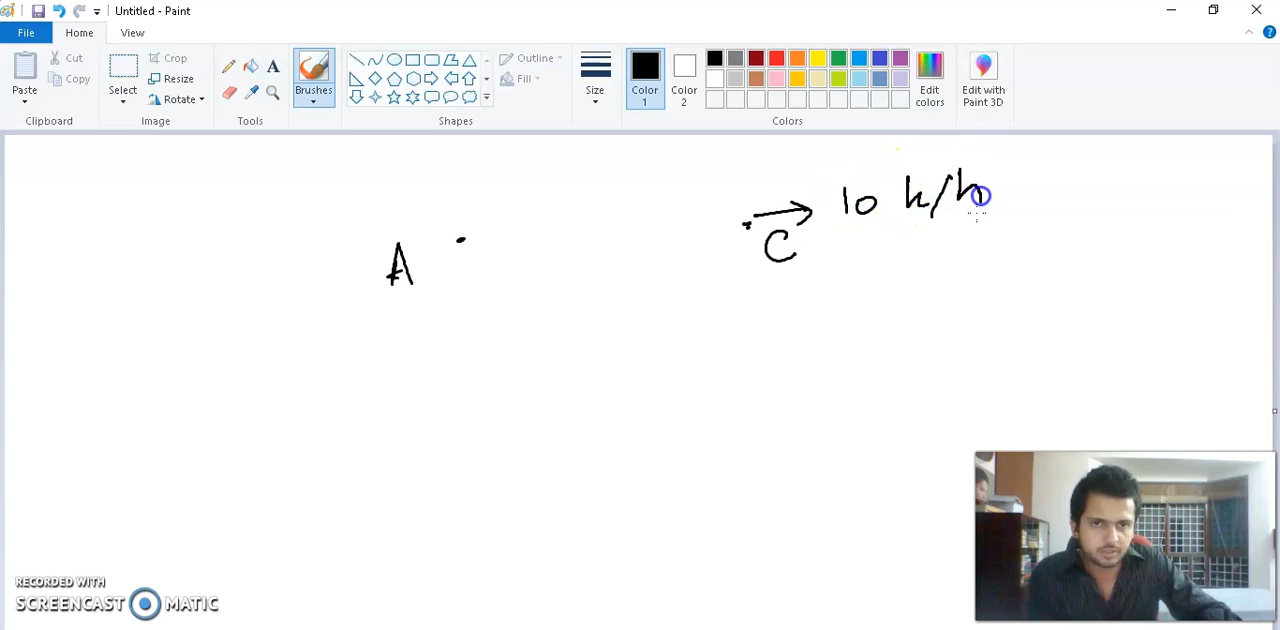 Untitled - Paint
File Home View
Paste
Cut
Copy
Clipboard
Select
Crop
Resize
Rotate
Image
A
Tools
Brushes
Outline
Fill
Shapes
Size
Color 1
Color 2
Edit colors
Colors
Edit with Paint 3D
10 k/h
C
A
RECORDED WITH
SCREENCAST MATIC